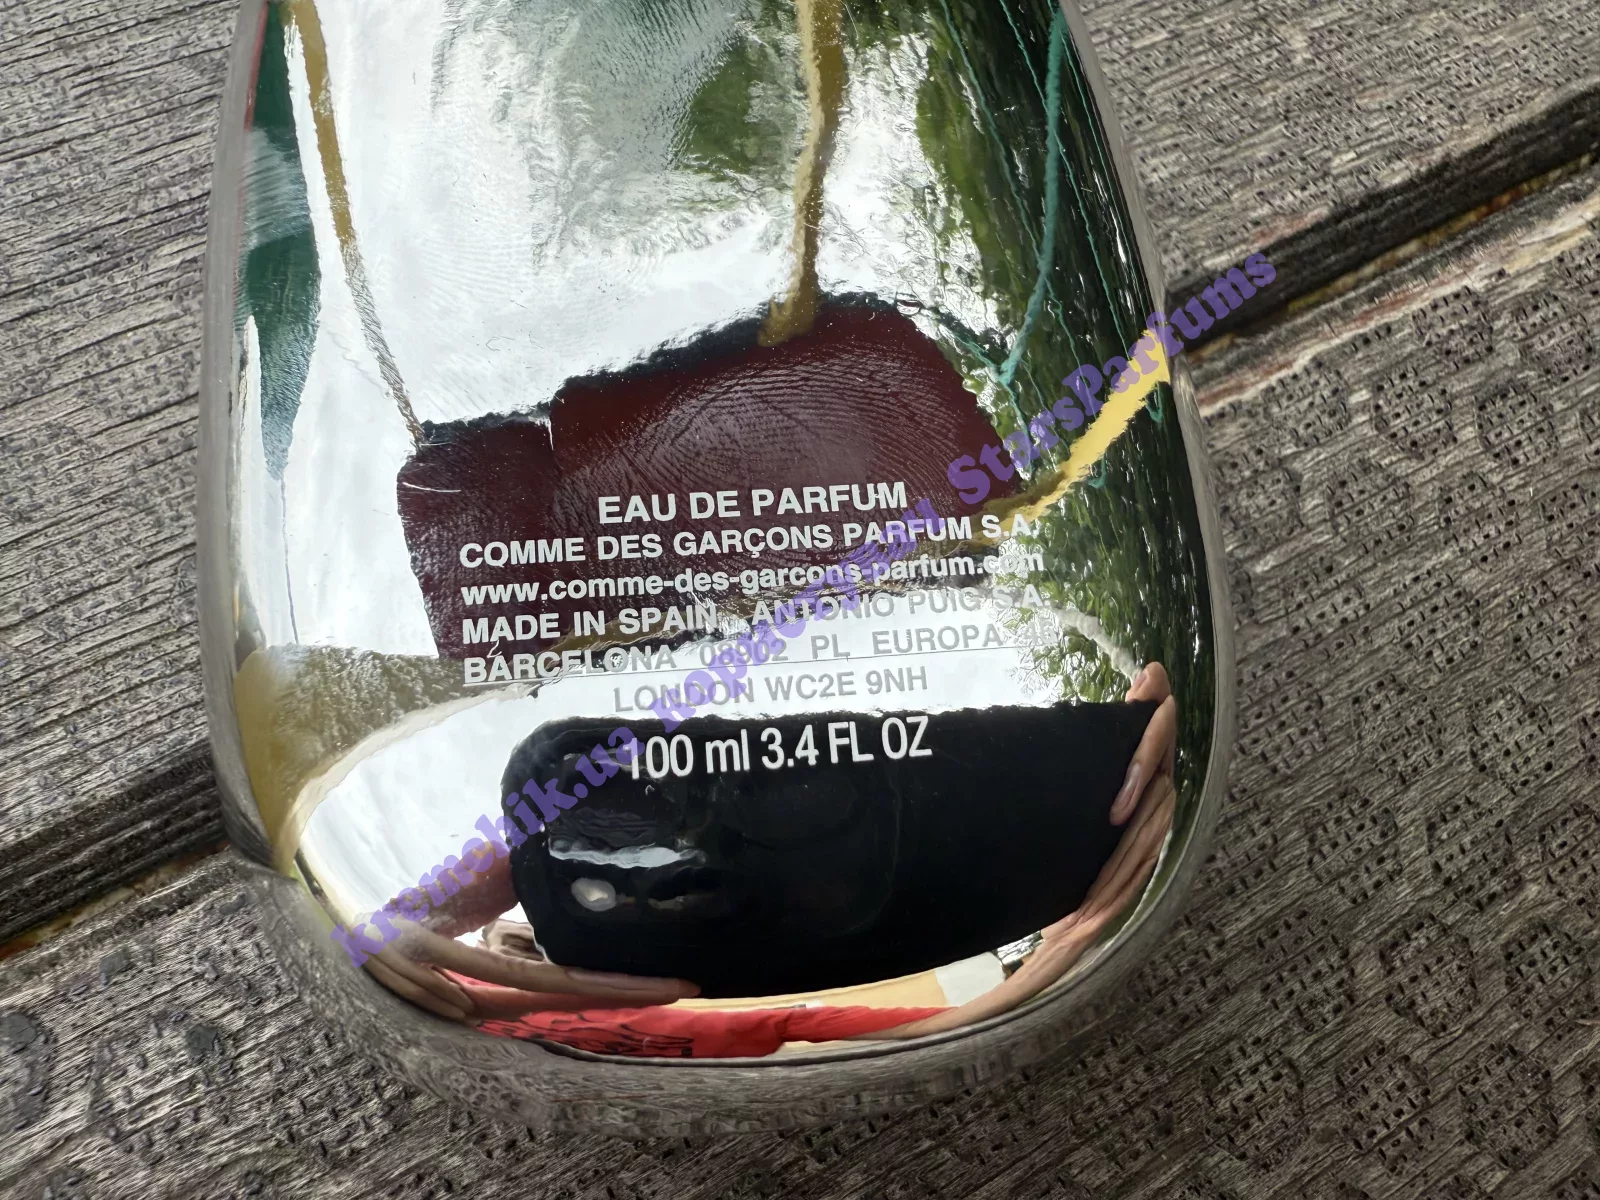 EAU DE PARFUM
COMME DES GARÇONS PARFUM S.A.
www.comme-des-garcons-parfum.com
MADE IN SPAIN, ANTONIO PUIG S.A.
BARCELONA 08902 PL EUROPA
LONDON WC2E 9NH
100 ml 3.4 FL OZ
kremchik.ua користувач StarsParfums